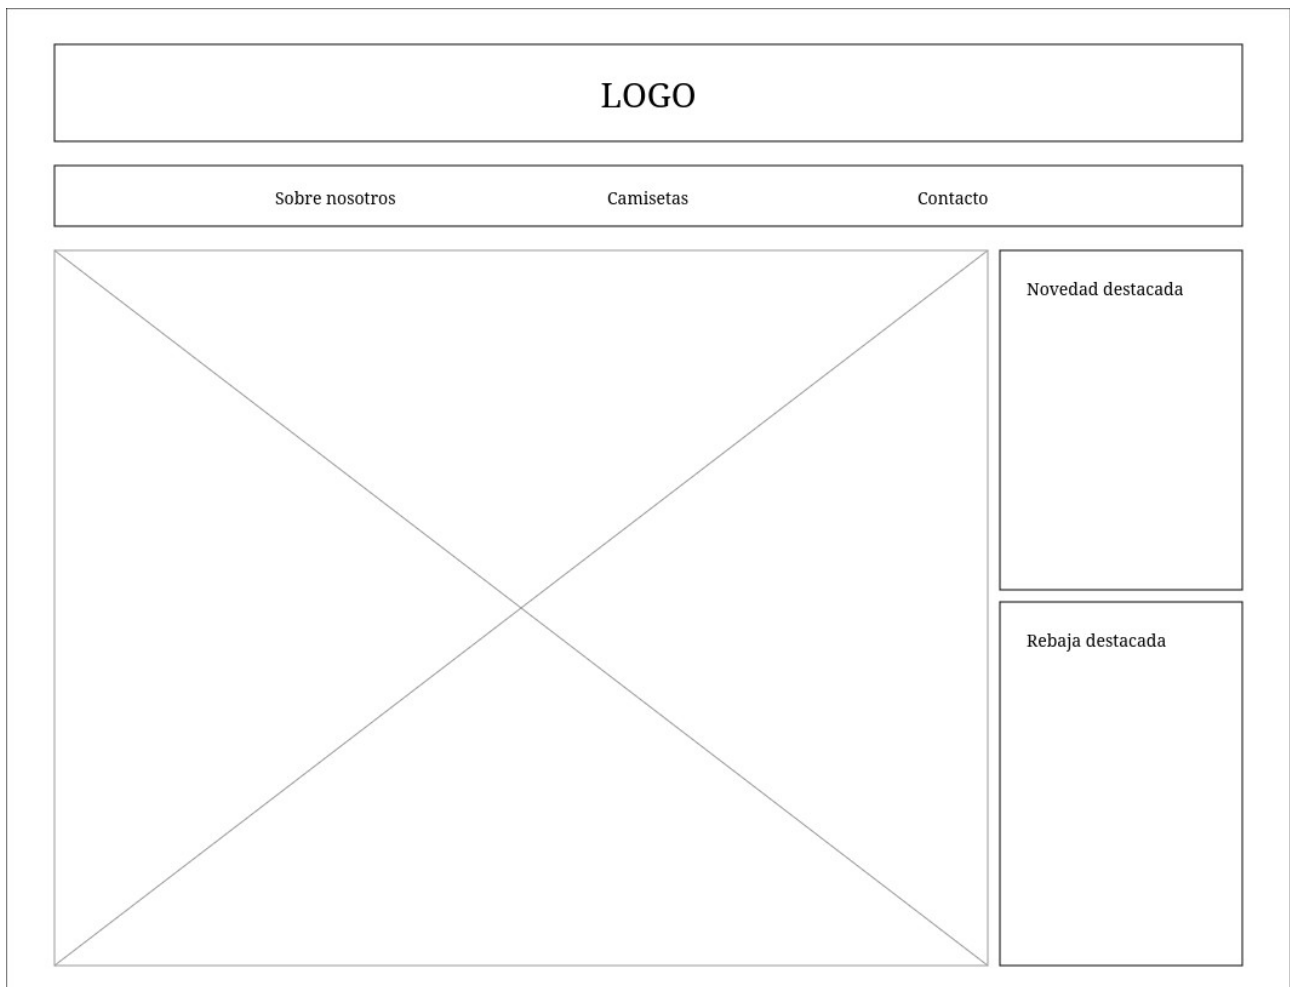 LOGO
Sobre nosotros
Camisetas
Contacto
Novedad destacada
Rebaja destacada